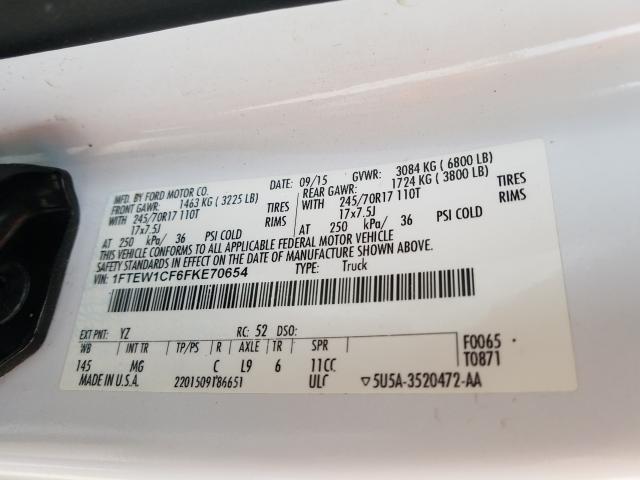 MFD. BY FORD MOTOR CO. DATE: 09/15 GVWR: 3084 KG ( 6800 LB)
FRONT GAWR: 1463 KG ( 3225 LB) REAR GAWR: 1724 KG ( 3800 LB)
WITH 245/70R17 110T TIRES WITH 245/70R17 110T TIRES
17x7.5J RIMS 17x7.5J RIMS
AT 250 kPa/ 36 PSI COLD AT 250 kPa/ 36 PSI COLD
THIS VEHICLE CONFORMS TO ALL APPLICABLE FEDERAL MOTOR VEHICLE
SAFETY STANDARDS IN EFFECT ON THE DATE OF MANUFACTURE SHOWN ABOVE.
VIN: 1FTEW1CF6FKE70654 TYPE: Truck
EXT PNT: YZ RC: 52 DSO:
WB INT TR TP/PS R AXLE TR SPR F0065
145 MG C L9 6 11CC T0871
MADE IN U.S.A. 2201509186651 ULC ▽5U5A-3520472-AA